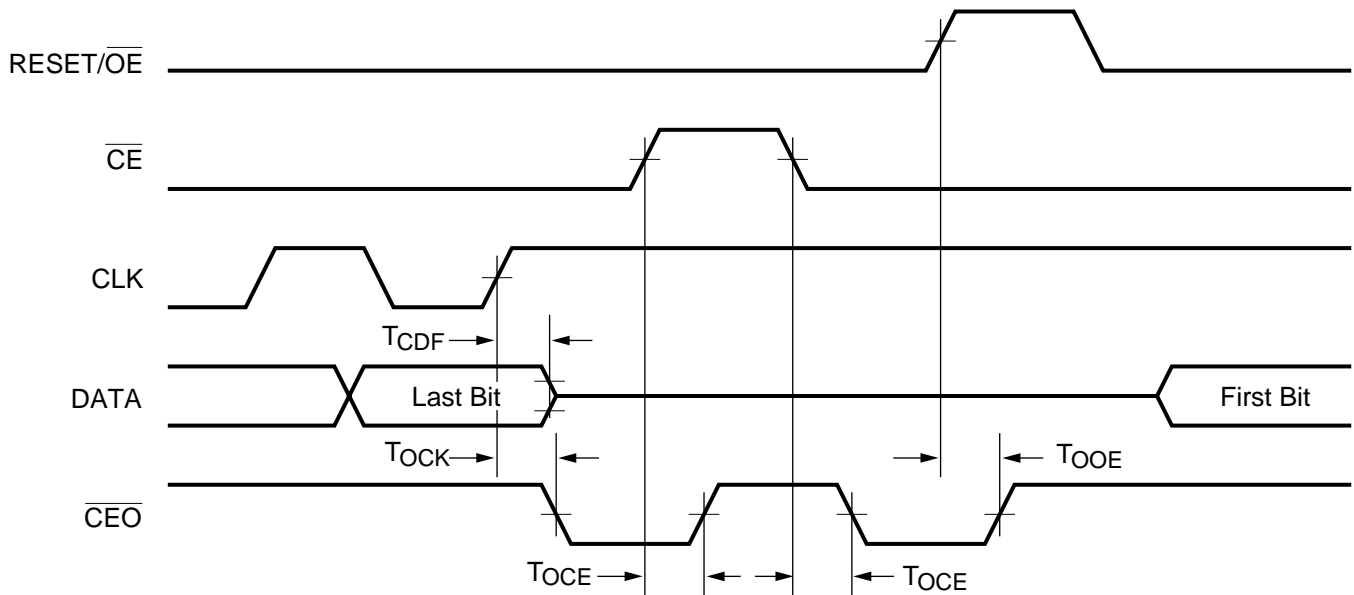 RESET/OE
CE
CLK
TCDF
DATA
Last Bit
First Bit
TOCK
TOOE
CEO
TOCE
TOCE